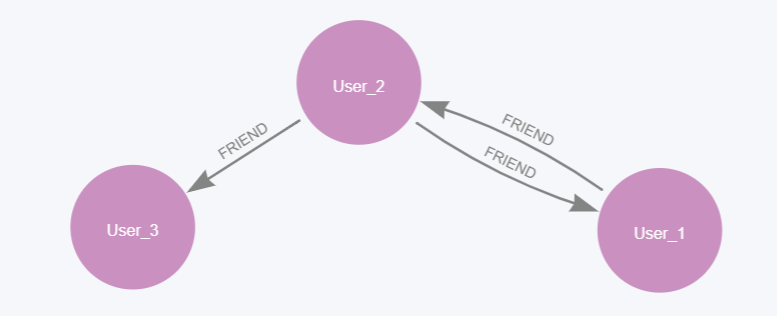 User_2
FRIEND
FRIEND
FRIEND
User_3
User_1